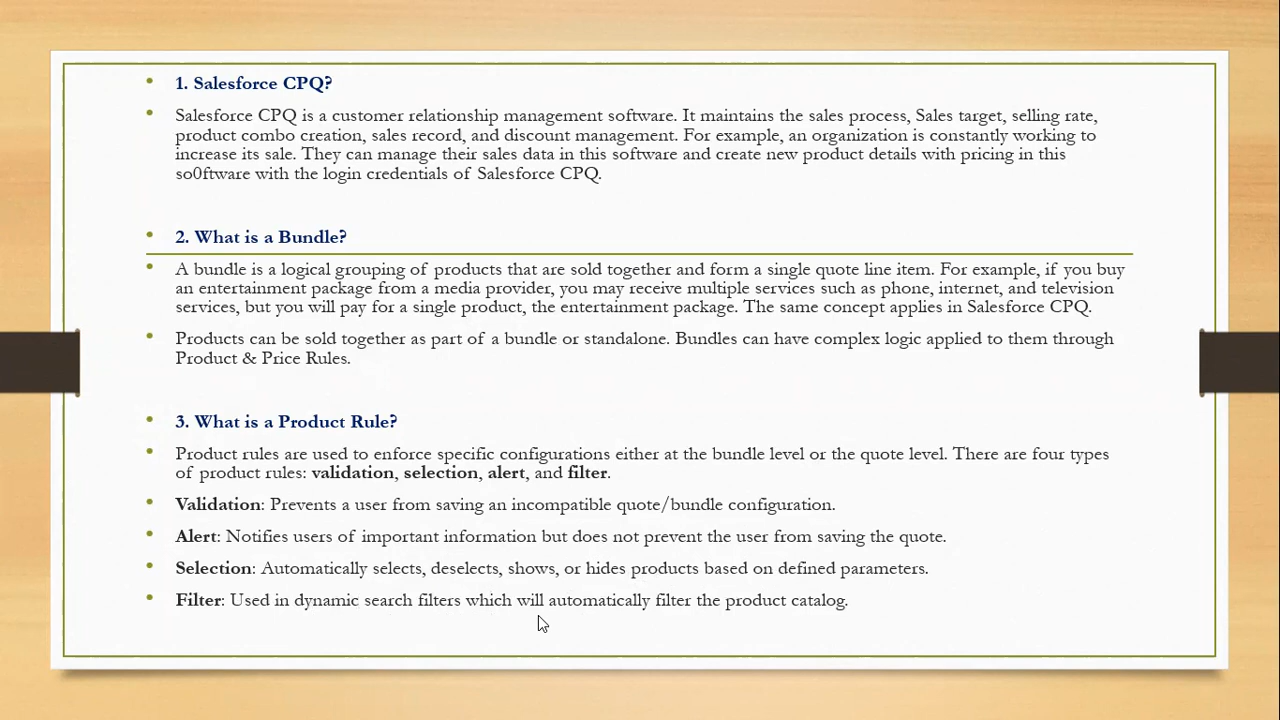 • 1. Salesforce CPQ?
• Salesforce CPQ is a customer relationship management software. It maintains the sales process, Sales target, selling rate,
product combo creation, sales record, and discount management. For example, an organization is constantly working to
increase its sale. They can manage their sales data in this software and create new product details with pricing in this
so0ftware with the login credentials of Salesforce CPQ.
• 2. What is a Bundle?
• A bundle is a logical grouping of products that are sold together and form a single quote line item. For example, if you buy
an entertainment package from a media provider, you may receive multiple services such as phone, internet, and television
services, but you will pay for a single product, the entertainment package. The same concept applies in Salesforce CPQ.
• Products can be sold together as part of a bundle or standalone. Bundles can have complex logic applied to them through
Product & Price Rules.
• 3. What is a Product Rule?
• Product rules are used to enforce specific configurations either at the bundle level or the quote level. There are four types
of product rules: validation, selection, alert, and filter.
• Validation: Prevents a user from saving an incompatible quote/bundle configuration.
• Alert: Notifies users of important information but does not prevent the user from saving the quote.
• Selection: Automatically selects, deselects, shows, or hides products based on defined parameters.
• Filter: Used in dynamic search filters which will automatically filter the product catalog.